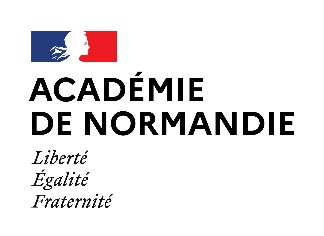 ACADÉMIE
DE NORMANDIE
Liberté
Égalité
Fraternité